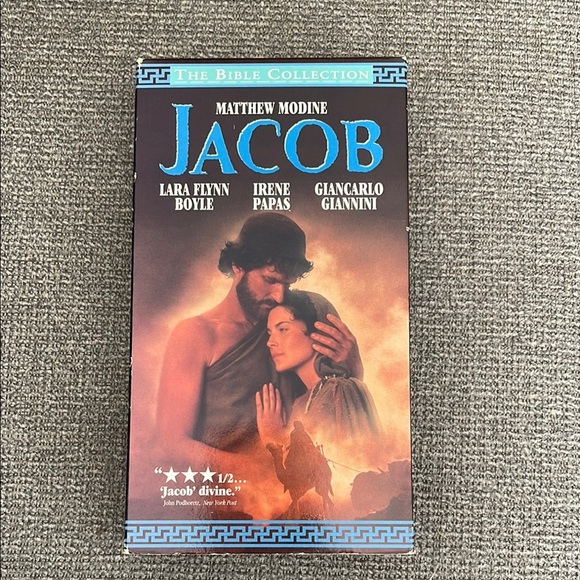 THE BIBLE COLLECTION
MATTHEW MODINE
JACOB
LARA FLYNN BOYLE
IRENE PAPAS
GIANCARLO GIANNINI
"★★★1/2...
'Jacob' divine."
John Podhoretz, New York Post